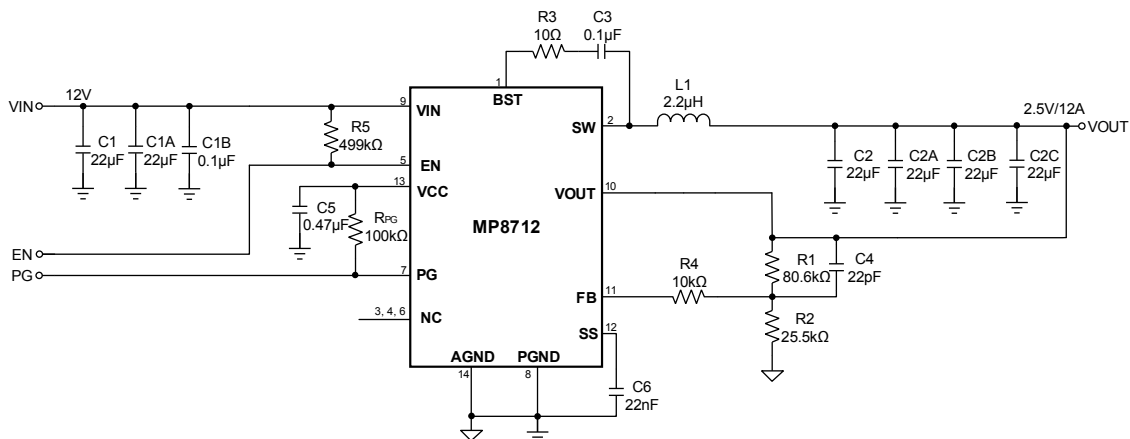 R3
10Ω
C3
0.1µF
1
BST
L1
2.2µH
VIN
12V
9
VIN
SW
2
2.5V/12A
VOUT
C1
22µF
C1A
22µF
C1B
0.1µF
R5
499kΩ
5
EN
C2
22µF
C2A
22µF
C2B
22µF
C2C
22µF
13
VCC
VOUT
10
C5
0.47µF
RPG
100kΩ
MP8712
EN
PG
7
PG
R4
10kΩ
R1
80.6kΩ
C4
22pF
FB
11
3, 4, 6
NC
SS
12
R2
25.5kΩ
AGND
14
PGND
8
C6
22nF